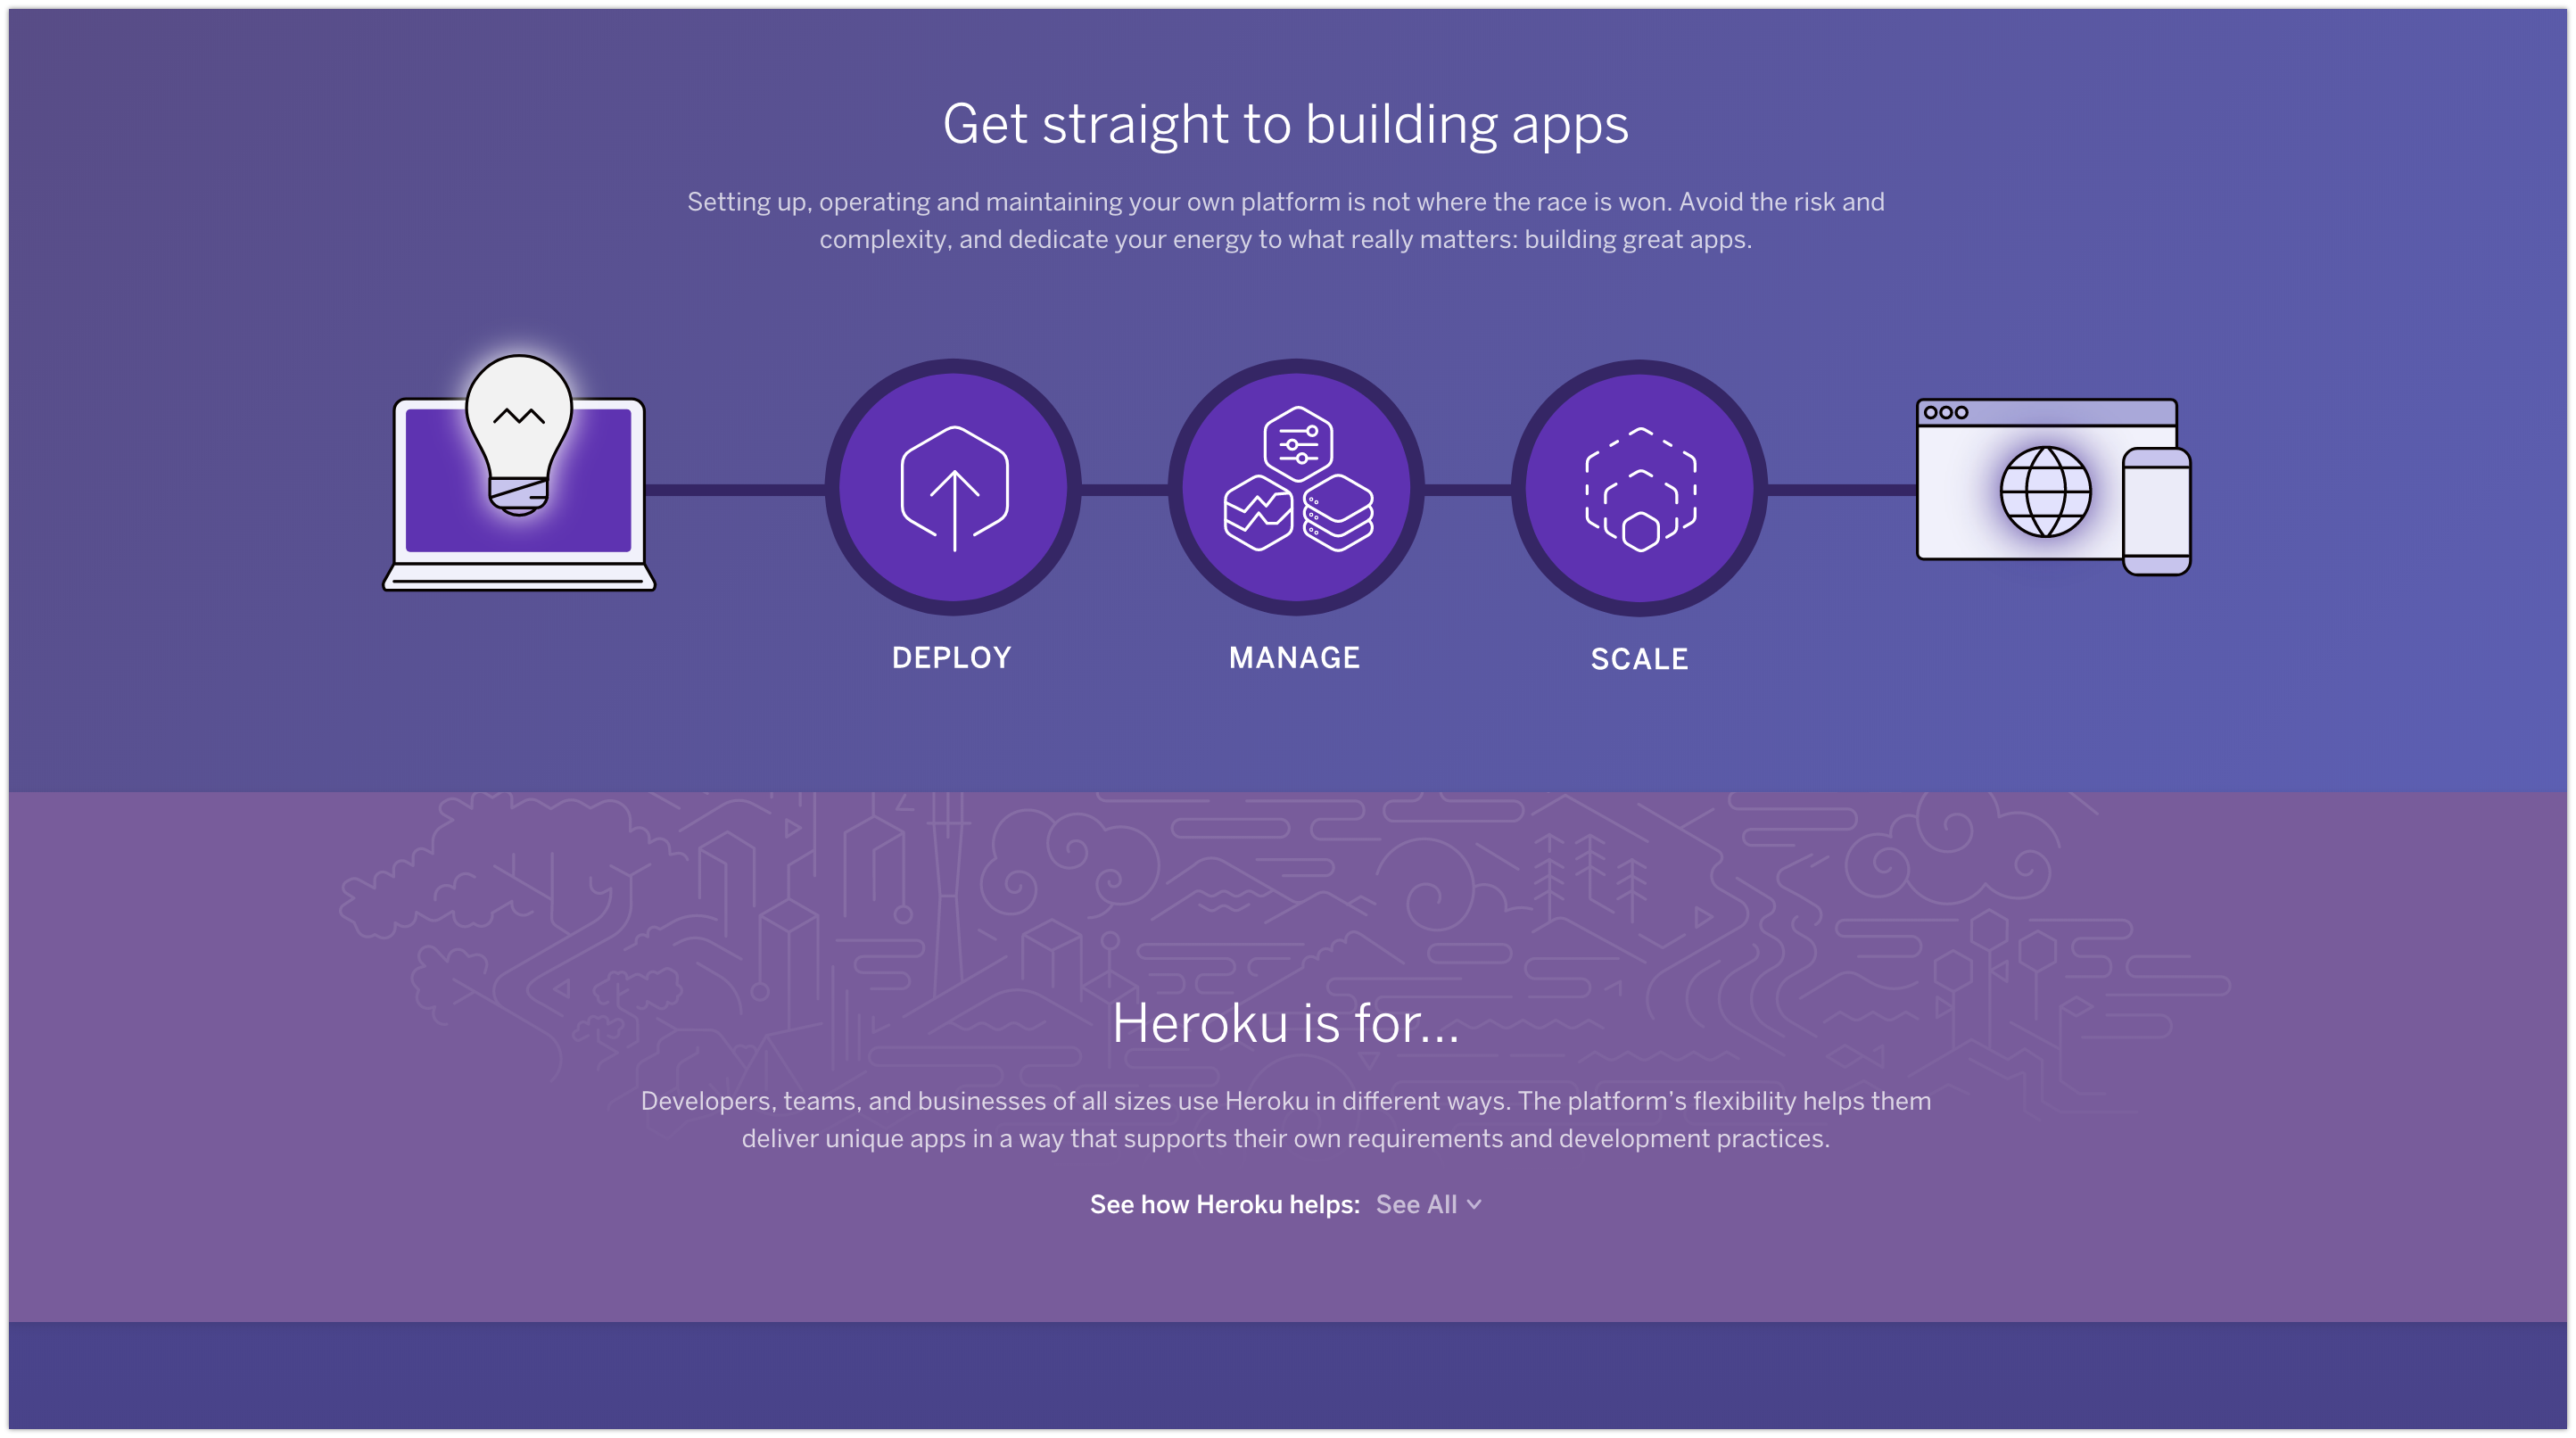 Get straight to building apps
Setting up, operating and maintaining your own platform is not where the race is won. Avoid the risk and
complexity, and dedicate your energy to what really matters: building great apps.
DEPLOY
MANAGE
SCALE
Heroku is for...
Developers, teams, and businesses of all sizes use Heroku in different ways. The platform’s flexibility helps them
deliver unique apps in a way that supports their own requirements and development practices.
See how Heroku helps: See All